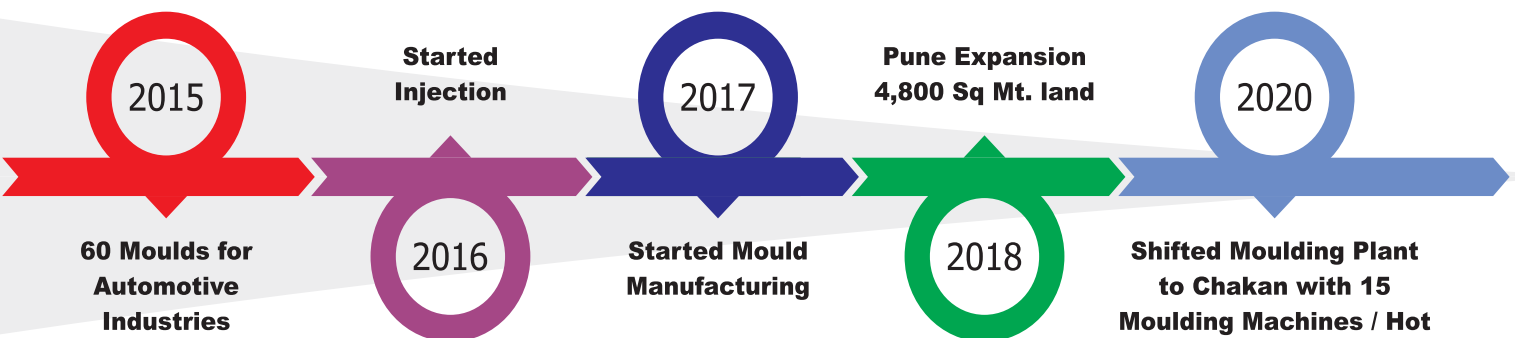 2015
60 Moulds for
Automotive
Industries
Started
Injection
2016
2017
Started Mould
Manufacturing
Pune Expansion
4,800 Sq Mt. land
2018
2020
Shifted Moulding Plant
to Chakan with 15
Moulding Machines / Hot